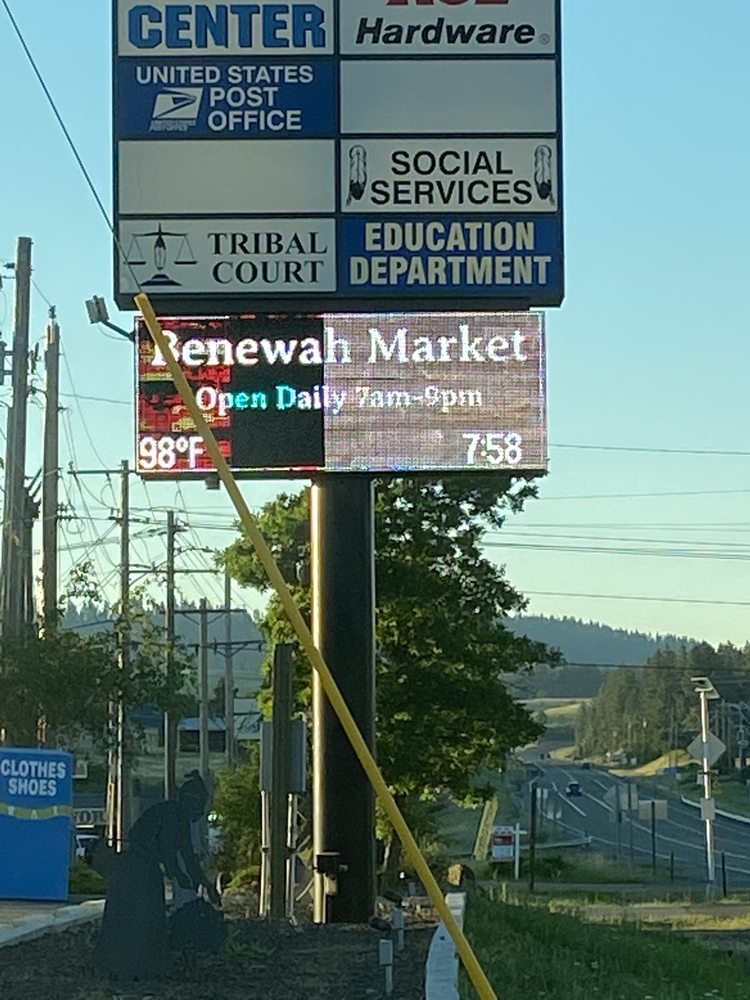 CENTER
ACE
Hardware
UNITED STATES
POST
OFFICE
SOCIAL
SERVICES
TRIBAL
COURT
EDUCATION
DEPARTMENT
Benewah Market
Open Daily 7am-9pm
98°F
7:58
CLOTHES
SHOES